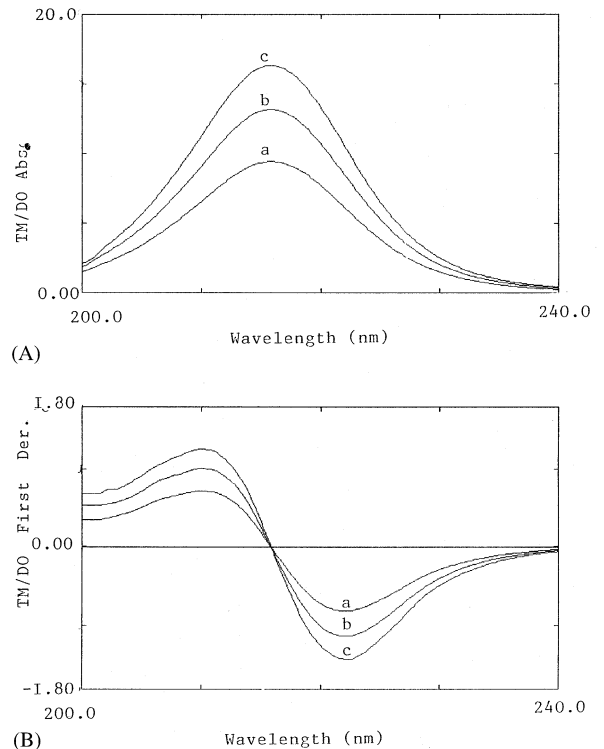 20.0
c
b
a
TM/DO Abs.
0.00
200.0
240.0
Wavelength (nm)
(A)
1.80
TM/DO First Der.
0.00
a
b
c
-1.80
200.0
240.0
Wavelength (nm)
(B)